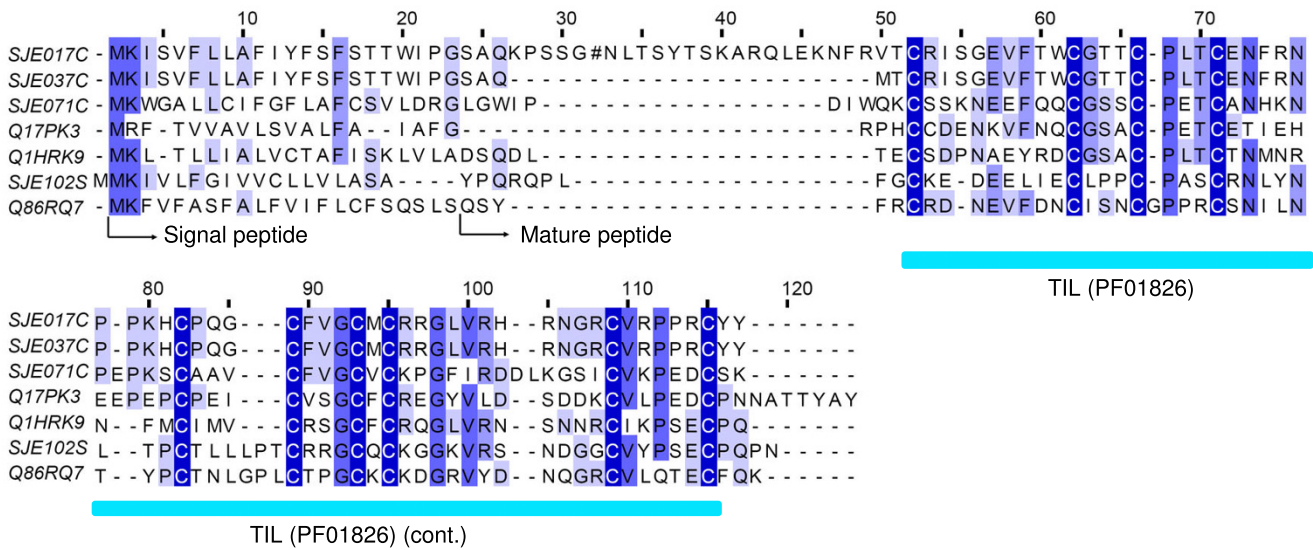 10 20 30 40 50 60 70
SJE017C -MKISVFLLAFIYFSFSTTWIPGSAQKPSSG#NLTSYTSKARQLEKNFRVTCRISGEVFTWCGTTC-PLTCENFRN
SJE037C -MKISVFLLAFIYFSFSTTWIPGSAQ-----------------------MTCRISGEVFTWCGTTC-PLTCENFRN
SJE071C -MKWGALLCIFGFLAFCSVLDRGLGWIP------------------DIWQKCSSKNEEFQQCGSSC-PETCANHKN
Q17PK3 -MRF-TVVAVLSVALFA--IAFG-------------------------RPHCCDENKVFNQCGSAC-PETCETIEH
Q1HRK9 -MKL-TLLIALVCTAFISKLVLADSQDL---------------------TECSDPNAEYRDCGSAC-PLTCTNMNR
SJE102S MMKIVLFGIVVCLLVLASA----YPQRQPL-------------------FGCKE-DEELIECLPPC-PASCRNLYN
Q86RQ7 -MKFVFASFALFVIFLCFSQSLSQSY-----------------------FRCRD-NEVFDNCISNCGPPRCSNILN
Signal peptide Mature peptide
TIL (PF01826)
80 90 100 110 120
SJE017C P-PKHCPQG---CFVGCMCRRGLVRH--RNGRCVRPPRCYY-------
SJE037C P-PKHCPQG---CFVGCMCRRGLVRH--RNGRCVRPPRCYY-------
SJE071C PEPKSCAAV---CFVGCVCKPGFIRDDLKGSICVKPEDCSK-------
Q17PK3 EEPEPCPEI---CVSGCFCREGYVLD--SDDKCVLPEDCPNNATTYAY
Q1HRK9 N--FMCIMV---CRSGCFCRQGLVRN--SNNRCIKPSECPQ-------
SJE102S L--TPCTLLLPTCRRGCQCKGGKVRS--NDGGCVYPSECPQPN-----
Q86RQ7 T--YPCTNLGPLCTPGCKCKDGRVYD--NQGRCVLQTECFQK------
TIL (PF01826) (cont.)